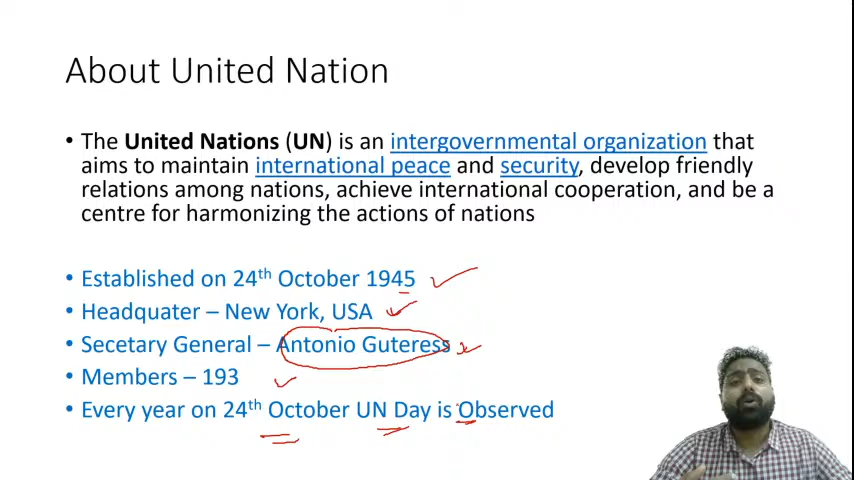 About United Nation
• The United Nations (UN) is an intergovernmental organization that
aims to maintain international peace and security, develop friendly
relations among nations, achieve international cooperation, and be a
centre for harmonizing the actions of nations
• Established on 24th October 1945
• Headquater – New York, USA
• Secetary General – Antonio Guteress
• Members – 193
• Every year on 24th October UN Day is Observed